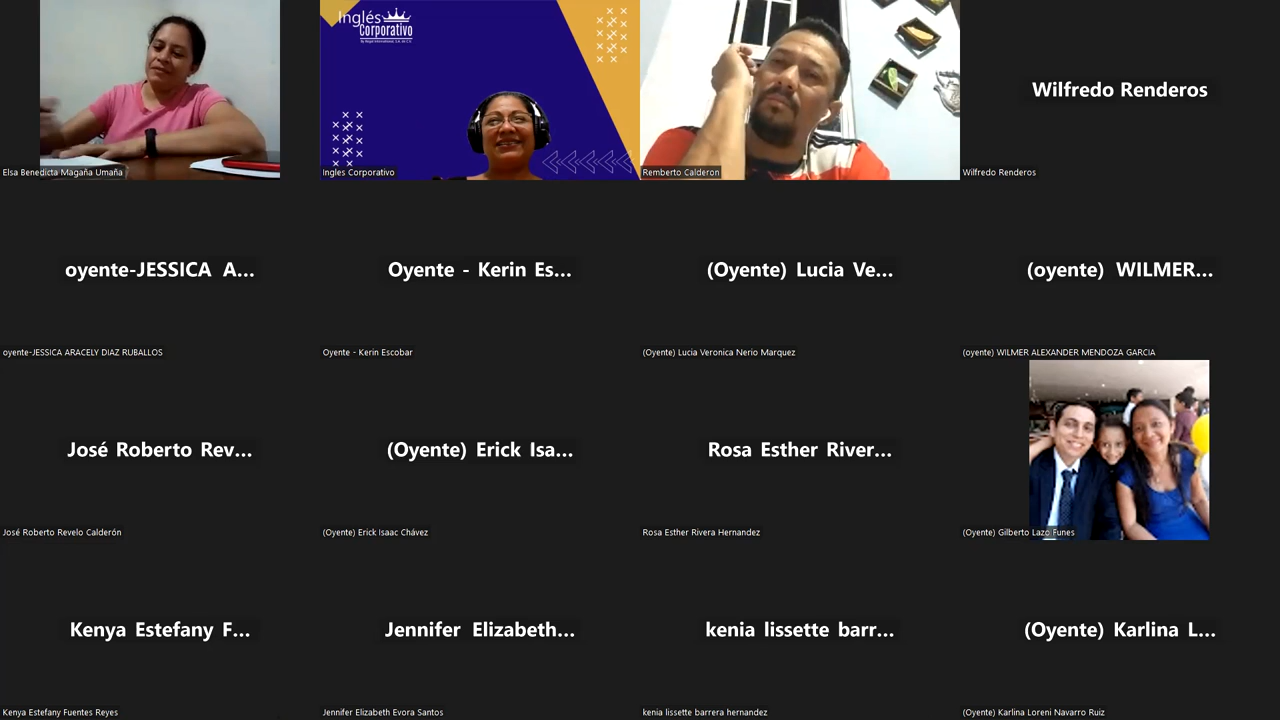 Inglés
Corporativo
Elsa Benedicta Magaña Umaña
Ingles Corporativo
Remberto Calderon
Wilfredo Renderos
Wilfredo Renderos
oyente-JESSICA A...
Oyente - Kerin Es...
(Oyente) Lucia Ve...
(oyente) WILMER...
oyente-JESSICA ARACELY DIAZ RUBALLOS
Oyente - Kerin Escobar
(Oyente) Lucia Veronica Nerio Marquez
(oyente) WILMER ALEXANDER MENDOZA GARCIA
José Roberto Rev...
(Oyente) Erick Isa...
Rosa Esther River...
José Roberto Revelo Calderón
(Oyente) Erick Isaac Chávez
Rosa Esther Rivera Hernandez
(Oyente) Gilberto Lazo Funes
Kenya Estefany F...
Jennifer Elizabeth...
kenia lissette barr...
(Oyente) Karlina L...
Kenya Estefany Fuentes Reyes
Jennifer Elizabeth Evora Santos
kenia lissette barrera hernandez
(Oyente) Karlina Loreni Navarro Ruiz